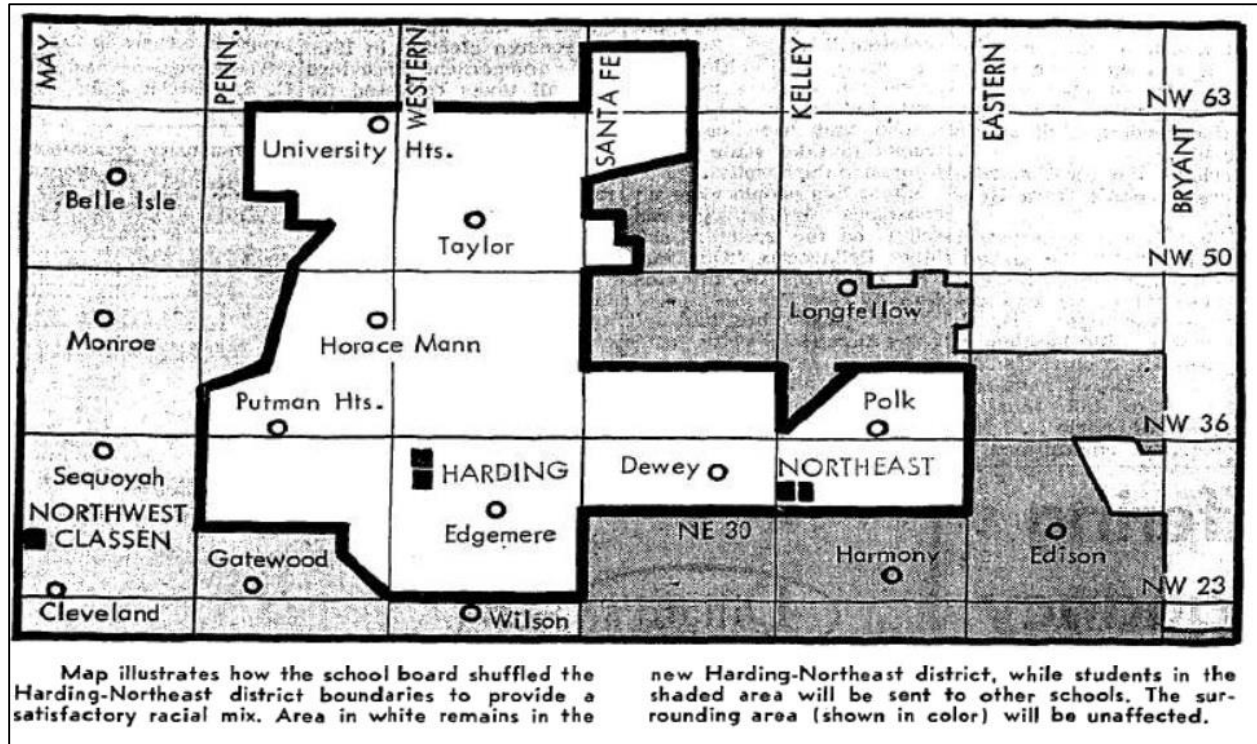 MAY
PENN.
WESTERN
SANTA FE
KELLEY
EASTERN
BRYANT
NW 63
University Hts.
Belle Isle
Taylor
NW 50
Longfellow
Monroe
Horace Mann
Putman Hts.
Polk
NW 36
Sequoyah
HARDING
Dewey
NORTHEAST
NORTHWEST
CLASSEN
Edgemere
NE 30
Gatewood
Harmony
Edison
NW 23
Cleveland
Wilson
Map illustrates how the school board shuffled the
Harding-Northeast district boundaries to provide a
satisfactory racial mix. Area in white remains in the
new Harding-Northeast district, while students in the
shaded area will be sent to other schools. The sur-
rounding area (shown in color) will be unaffected.